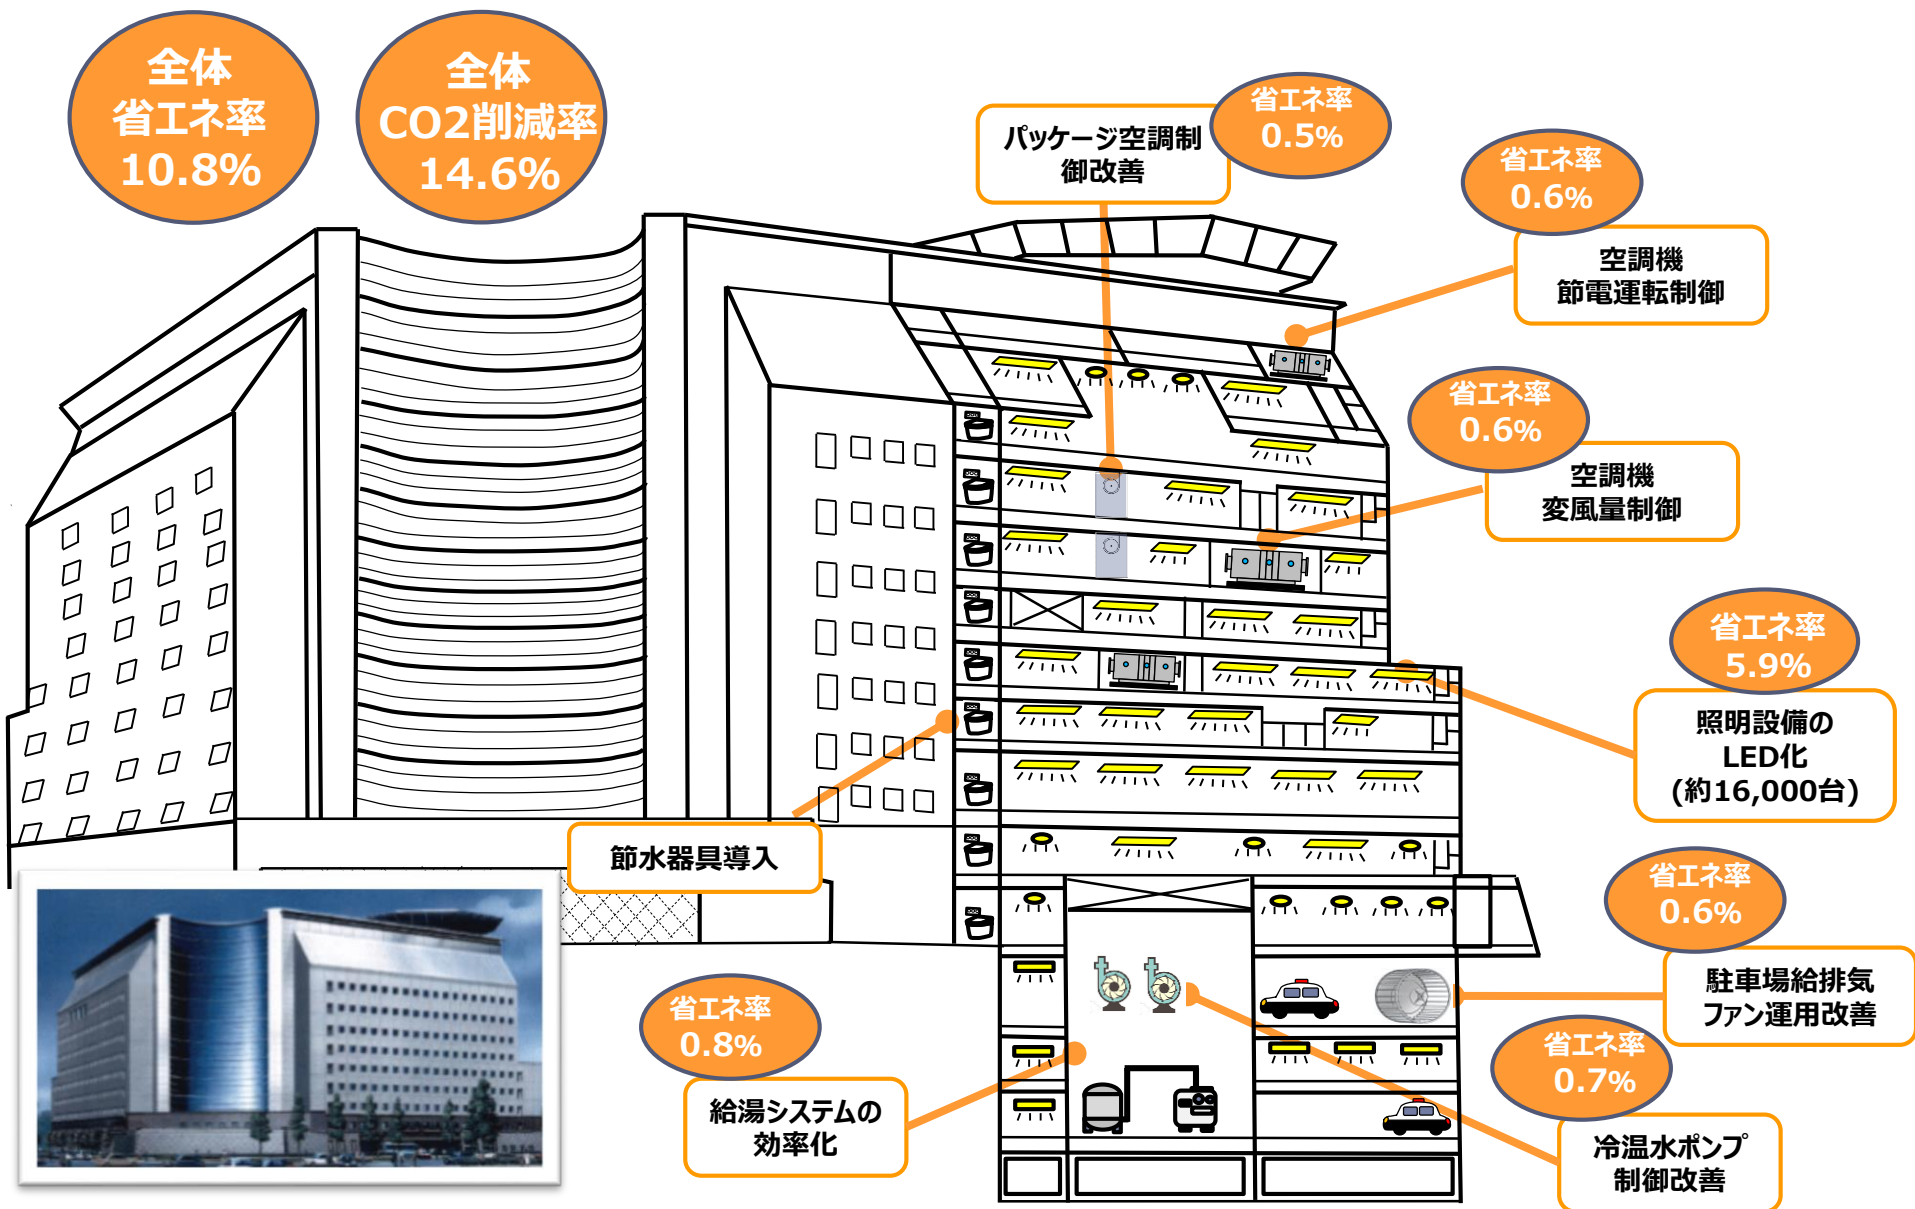 全体
省エネ率
10.8%
全体
CO2削減率
14.6%
パッケージ空調制
御改善
省エネ率
0.5%
省エネ率
0.6%
空調機
節電運転制御
省エネ率
0.6%
空調機
変風量制御
省エネ率
5.9%
照明設備の
LED化
(約16,000台)
節水器具導入
省エネ率
0.6%
駐車場給排気
ファン運用改善
省エネ率
0.8%
給湯システムの
効率化
省エネ率
0.7%
冷温水ポンプ
制御改善